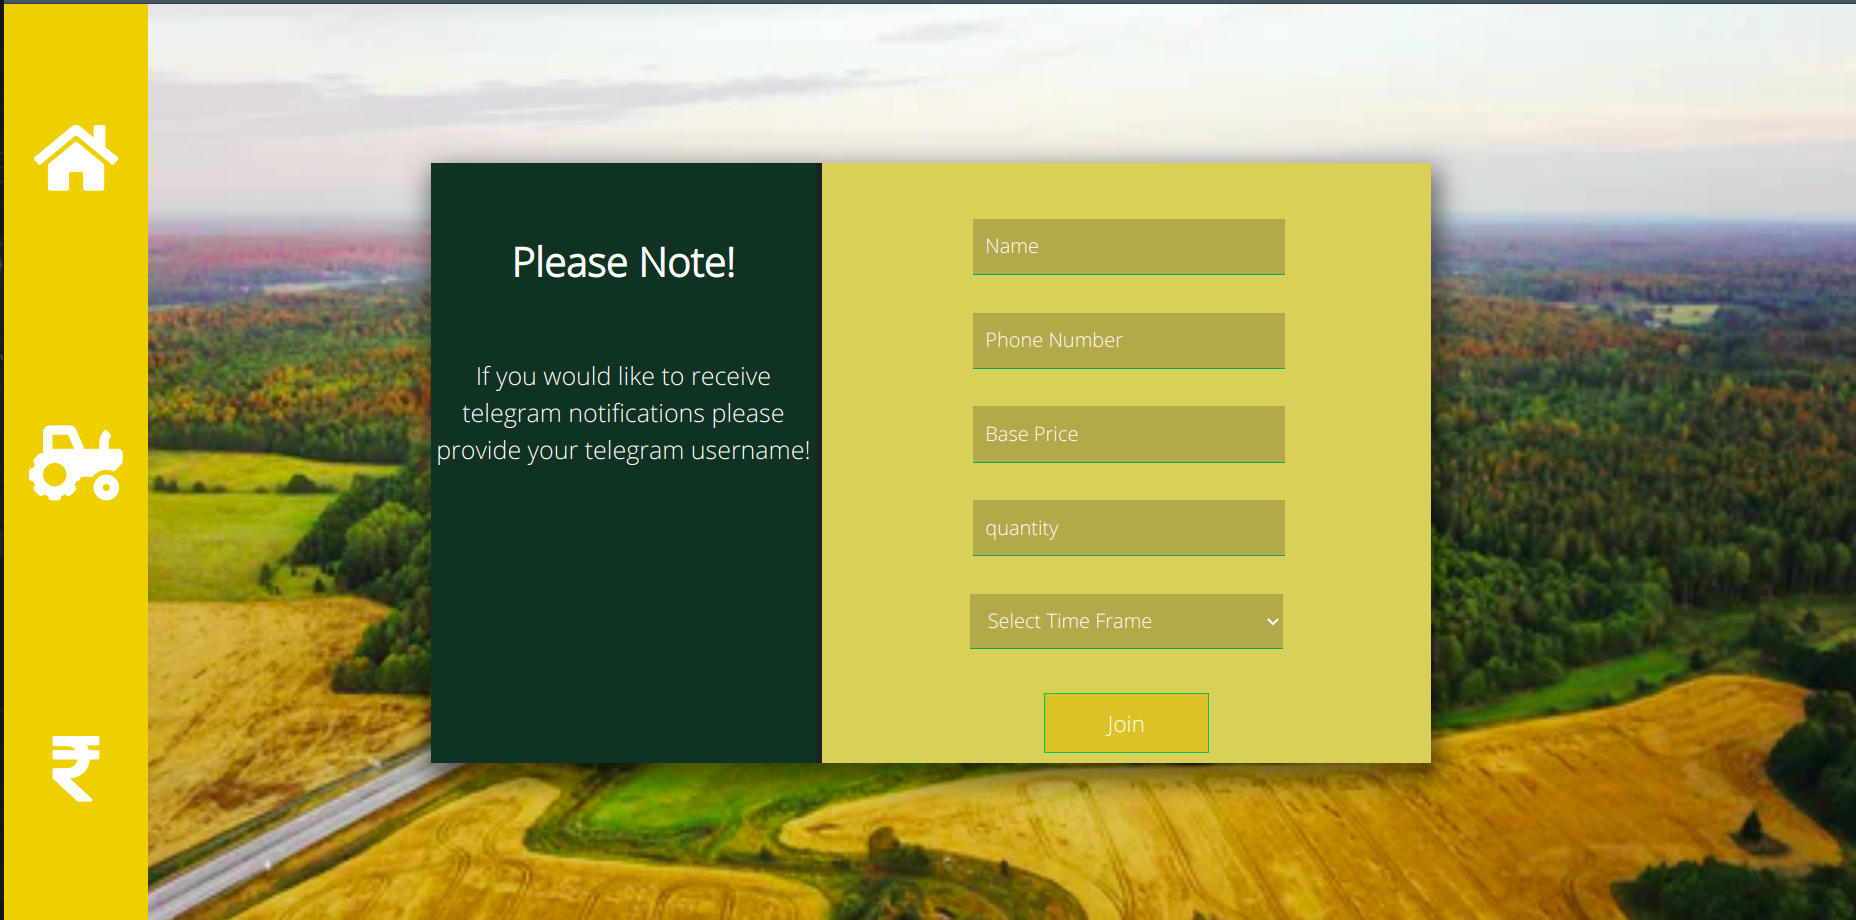 Please Note!
If you would like to receive
telegram notifications please
provide your telegram username!
Name
Phone Number
Base Price
quantity
Select Time Frame
Join
₹